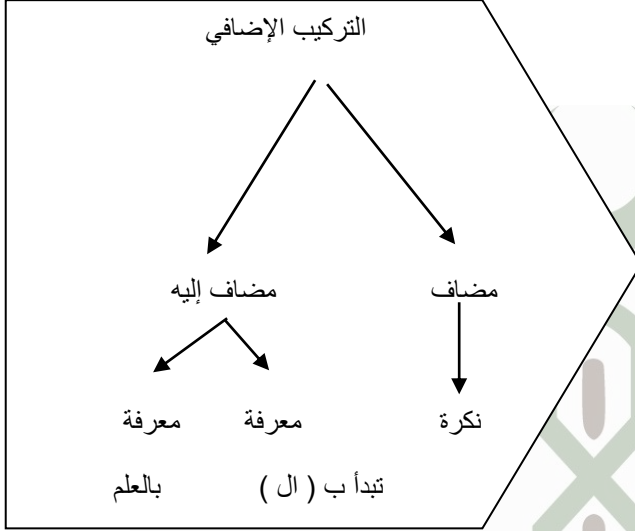 التركيب الإضافي
مضاف مضاف إليه
نكرة معرفة معرفة
تبدأ ب ( ال ) بالعلم